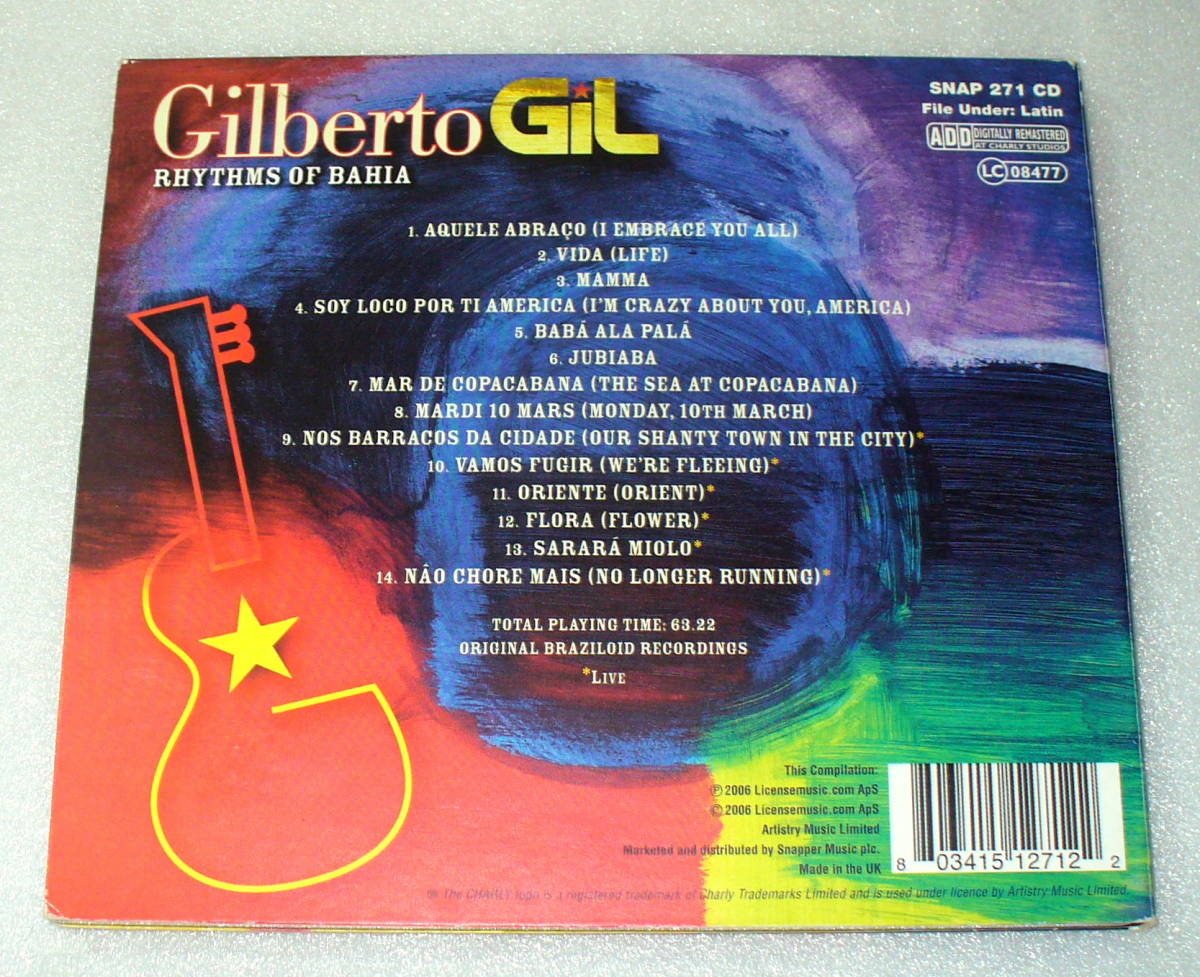 Gilberto GiL
RHYTHMS OF BAHIA
SNAP 271 CD
File Under: Latin
ADD DIGITALLY REMASTERED
AT CHARLY STUDIOS
LC 08477
1. AQUELE ABRAÇO (I EMBRACE YOU ALL)
2. VIDA (LIFE)
3. MAMMA
4. SOY LOCO POR TI AMERICA (I'M CRAZY ABOUT YOU, AMERICA)
5. BABÁ ALA PALÁ
6. JUBIABA
7. MAR DE COPACABANA (THE SEA AT COPACABANA)
8. MARDI 10 MARS (MONDAY, 10TH MARCH)
9. NOS BARRACOS DA CIDADE (OUR SHANTY TOWN IN THE CITY)*
10. VAMOS FUGIR (WE'RE FLEEING)*
11. ORIENTE (ORIENT)*
12. FLORA (FLOWER)*
13. SARARÁ MIOLO*
14. NÂO CHORE MAIS (NO LONGER RUNNING)*
TOTAL PLAYING TIME: 63.22
ORIGINAL BRAZILOID RECORDINGS
*LIVE
This Compilation:
℗ 2006 Licensemusic.com ApS
© 2006 Licensemusic.com ApS
Artistry Music Limited
Marketed and distributed by Snapper Music plc.
Made in the UK
8 03415 12712 2
® The CHARLY logo is a registered trademark of Charly Trademarks Limited and is used under licence by Artistry Music Limited.